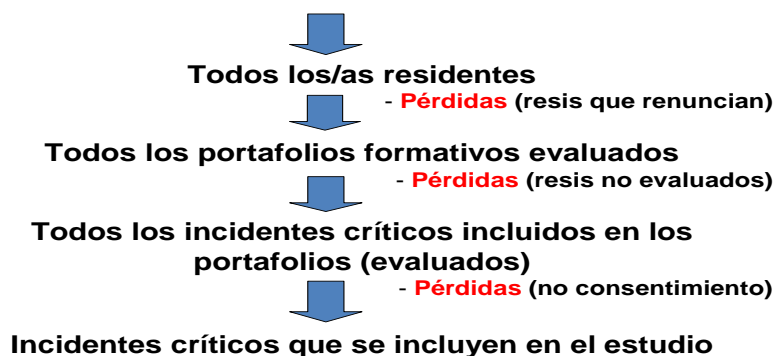 Todos los/as residentes
- Pérdidas (resis que renuncian)
Todos los portafolios formativos evaluados
- Pérdidas (resis no evaluados)
Todos los incidentes críticos incluidos en los
portafolios (evaluados)
- Pérdidas (no consentimiento)
Incidentes críticos que se incluyen en el estudio